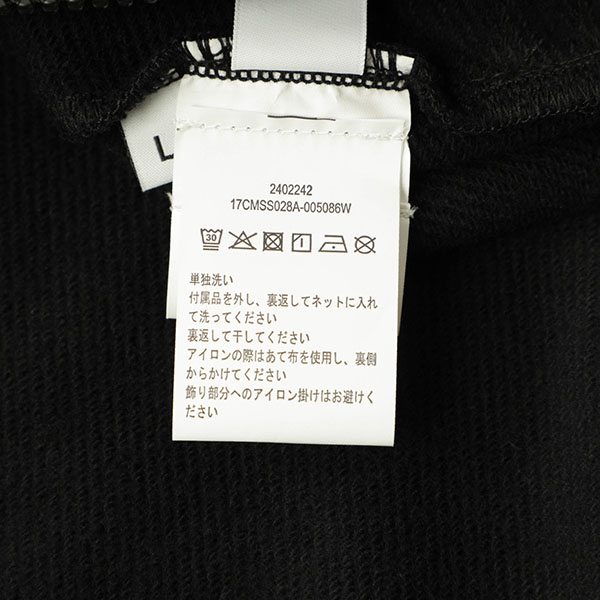 L
2402242
17CMSS028A-005086W
30
単独洗い
付属品を外し、裏返してネットに入れ
て洗ってください
裏返して干してください
アイロンの際はあて布を使用し、裏側
からかけてください
飾り部分へのアイロン掛けはお避けく
ださい